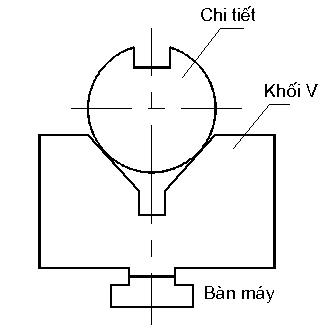 Chi tiết
Khối V
Bàn máy